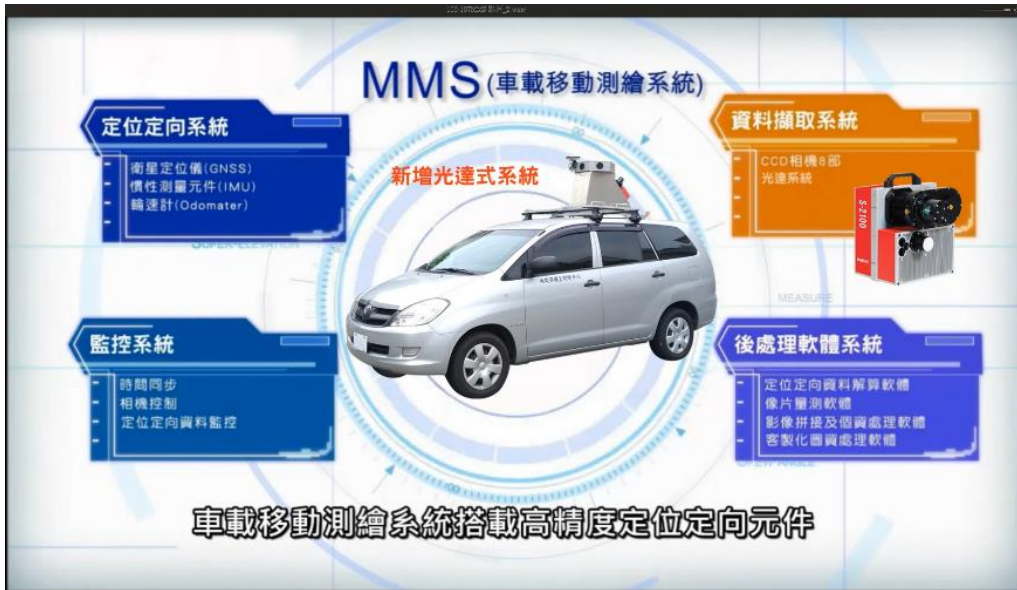 MMS(車載移動測繪系統)
定位定向系統
衛星定位儀(GNSS)
慣性測量元件(IMU)
輪速計(Odomater)
SUPER-ELEVATION
新增光達式系統
資料擷取系統
CCD相機8部
光達系統
S-2100
MEASURE
監控系統
時間同步
相機控制
定位定向資料監控
後處理軟體系統
定位定向資料解算軟體
像片量測軟體
影像拼接及個資處理軟體
客製化圖資處理軟體
車載移動測繪系統搭載高精度定位定向元件